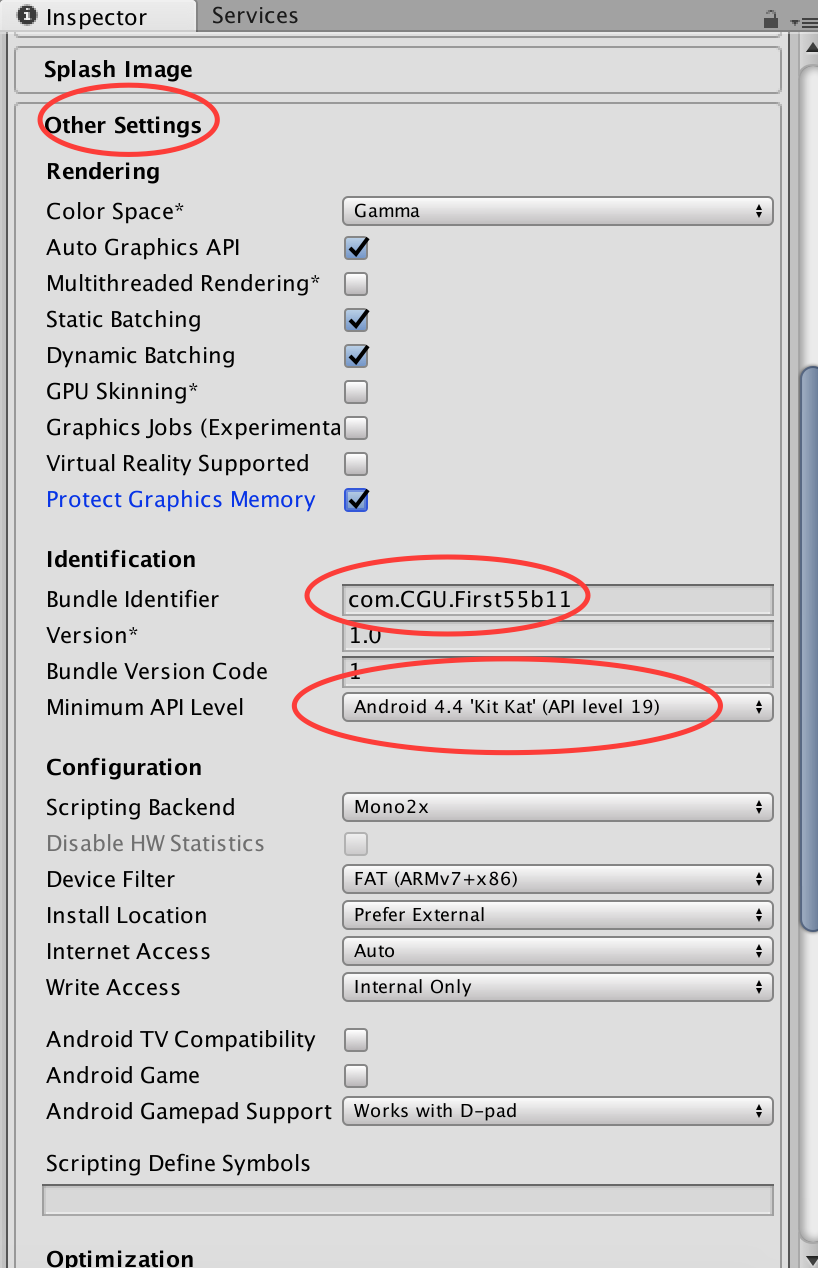 Inspector Services
Splash Image
Other Settings
Rendering
Color Space* Gamma
Auto Graphics API
Multithreaded Rendering*
Static Batching
Dynamic Batching
GPU Skinning*
Graphics Jobs (Experimenta
Virtual Reality Supported
Protect Graphics Memory
Identification
Bundle Identifier com.CGU.First55b11
Version* 1.0
Bundle Version Code 1
Minimum API Level Android 4.4 'Kit Kat' (API level 19)
Configuration
Scripting Backend Mono2x
Disable HW Statistics
Device Filter FAT (ARMv7+x86)
Install Location Prefer External
Internet Access Auto
Write Access Internal Only
Android TV Compatibility
Android Game
Android Gamepad Support Works with D-pad
Scripting Define Symbols
Optimization